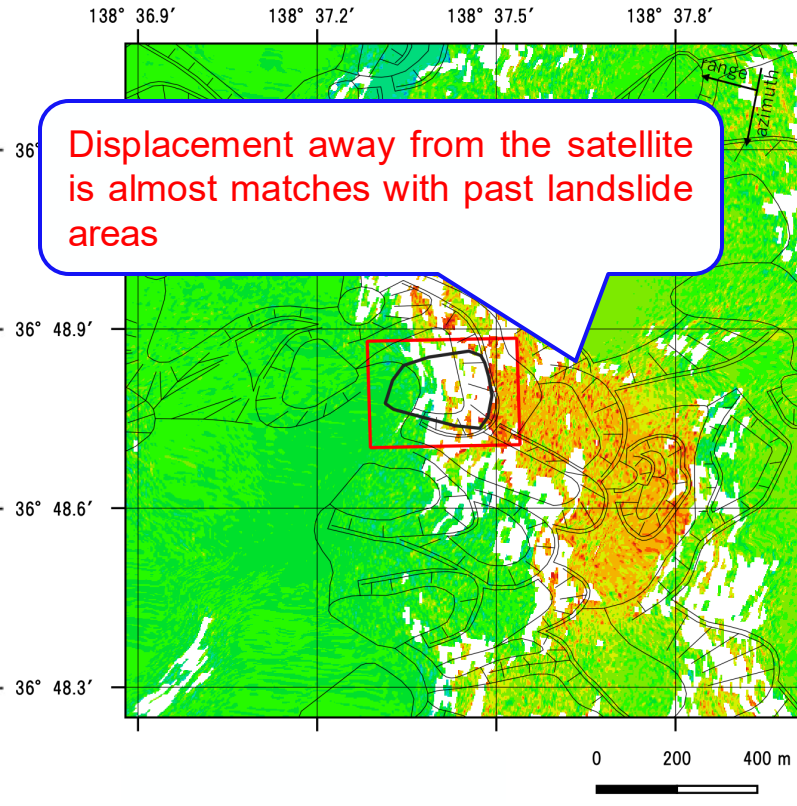 138° 36.9′ 138° 37.2′ 138° 37.5′ 138° 37.8′
range
azimuth
36°
Displacement away from the satellite
is almost matches with past landslide
areas
36° 48.9′
36° 48.6′
36° 48.3′
0 200 400 m